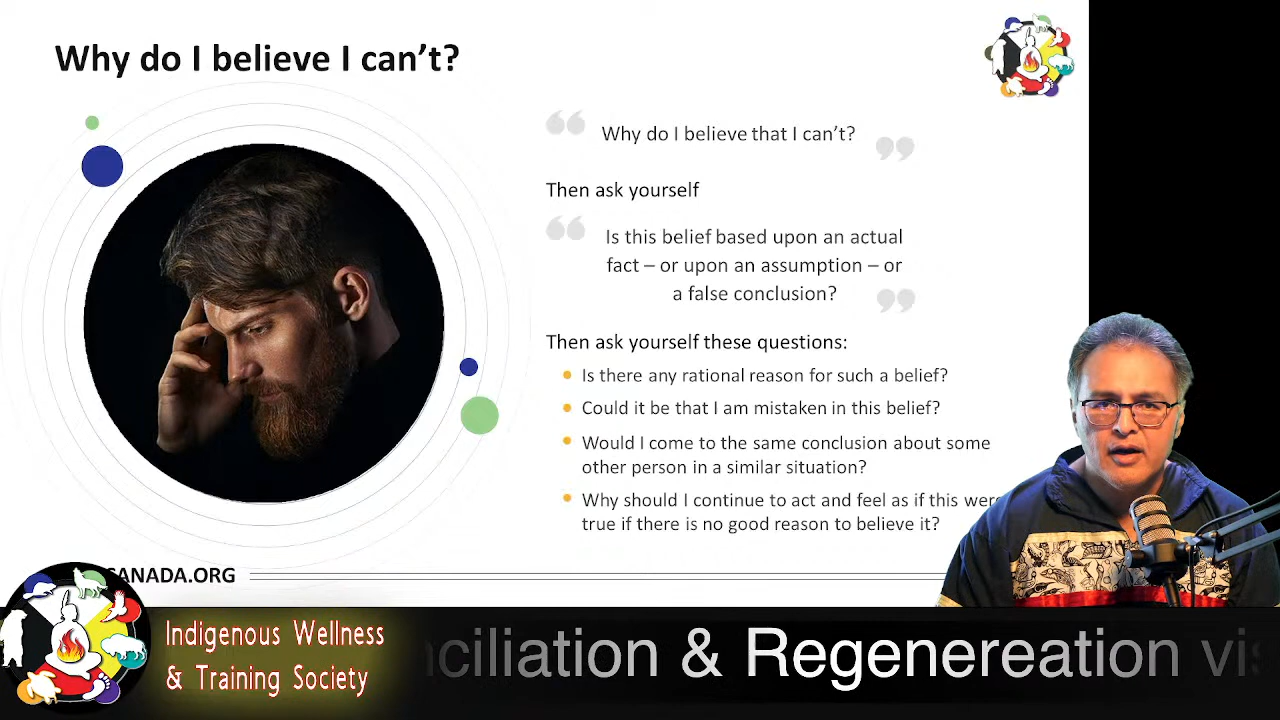 Why do I believe I can't?
Why do I believe that I can't?
Then ask yourself
Is this belief based upon an actual
fact – or upon an assumption – or
a false conclusion?
Then ask yourself these questions:
Is there any rational reason for such a belief?
Could it be that I am mistaken in this belief?
Would I come to the same conclusion about some
other person in a similar situation?
Why should I continue to act and feel as if this were
true if there is no good reason to believe it?
CANADA.ORG
Indigenous Wellness
& Training Society
ciliation & Regenereation